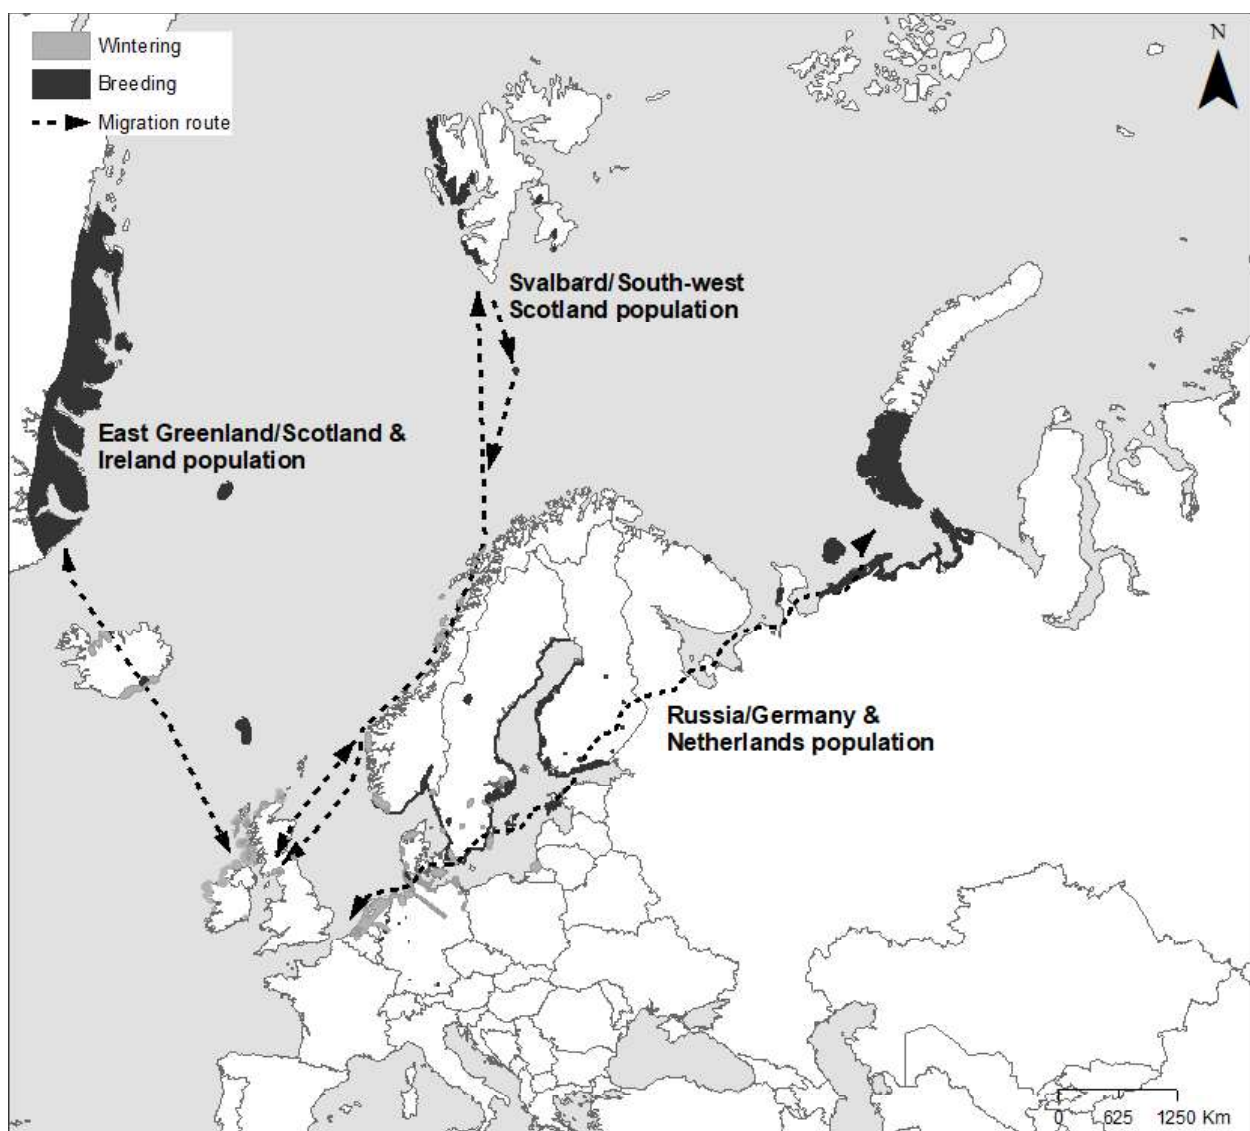 Wintering
Breeding
Migration route
N
Svalbard/South-west
Scotland population
East Greenland/Scotland &
Ireland population
Russia/Germany &
Netherlands population
0 625 1250 Km